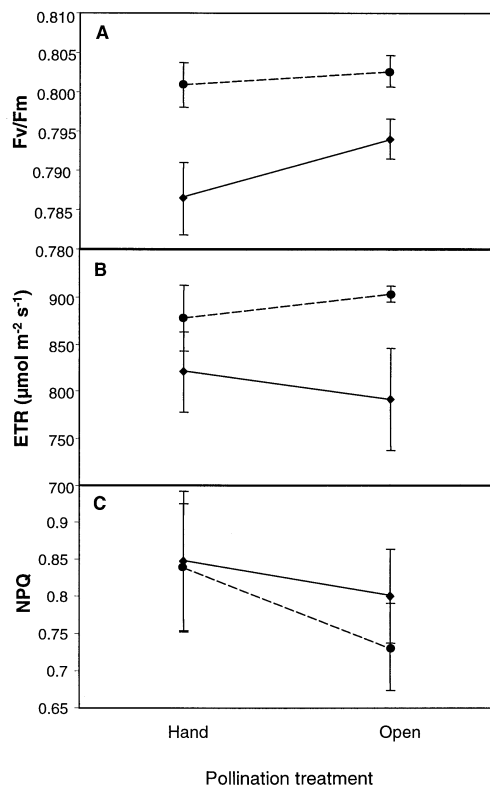 A
0.810
0.805
0.800
0.795
0.790
0.785
0.780
Fv/Fm
B
900
850
800
750
700
ETR (µmol m-2 s-1)
C
0.9
0.85
0.8
0.75
0.7
0.65
NPQ
Hand Open
Pollination treatment